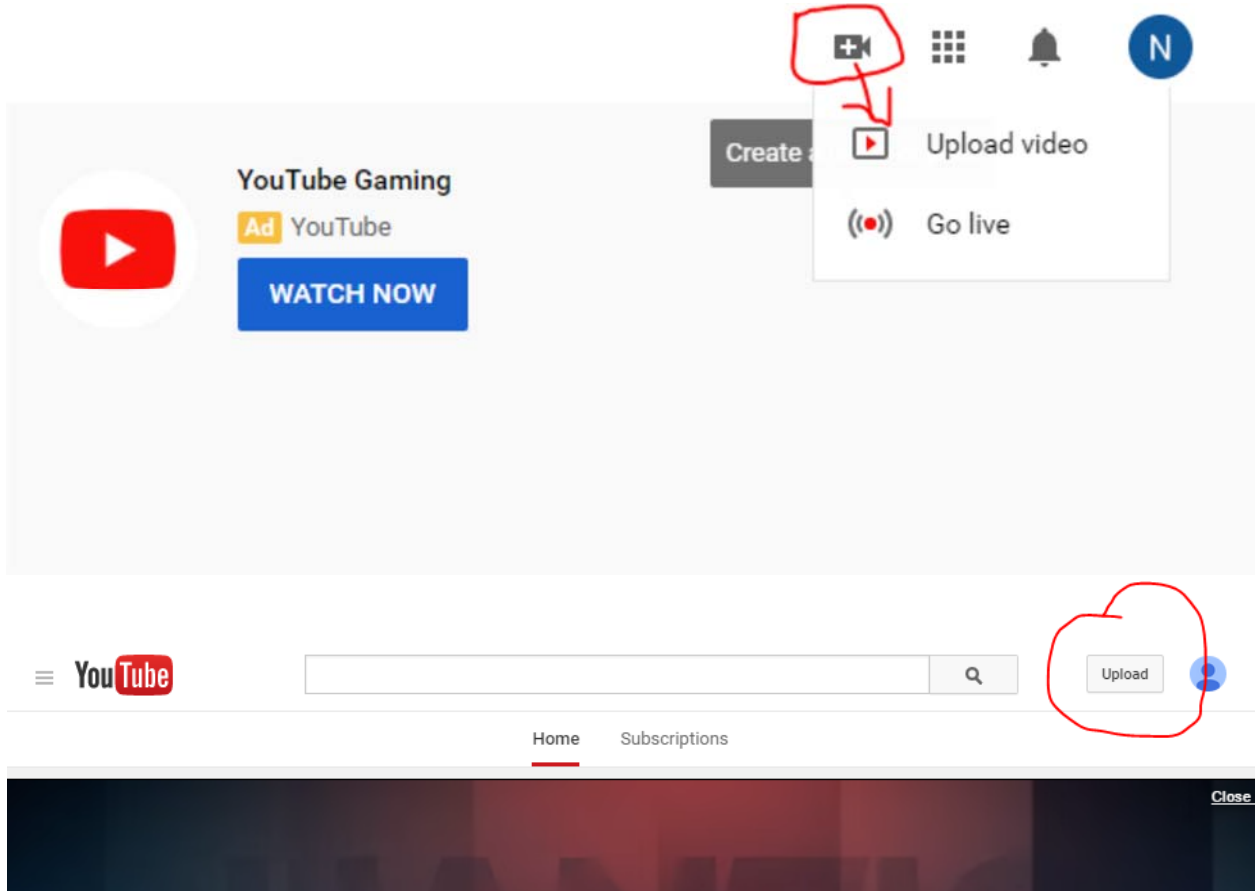 N
Create a
Upload video
YouTube Gaming
Ad YouTube
Go live
WATCH NOW
YouTube
Upload
Home Subscriptions
Close